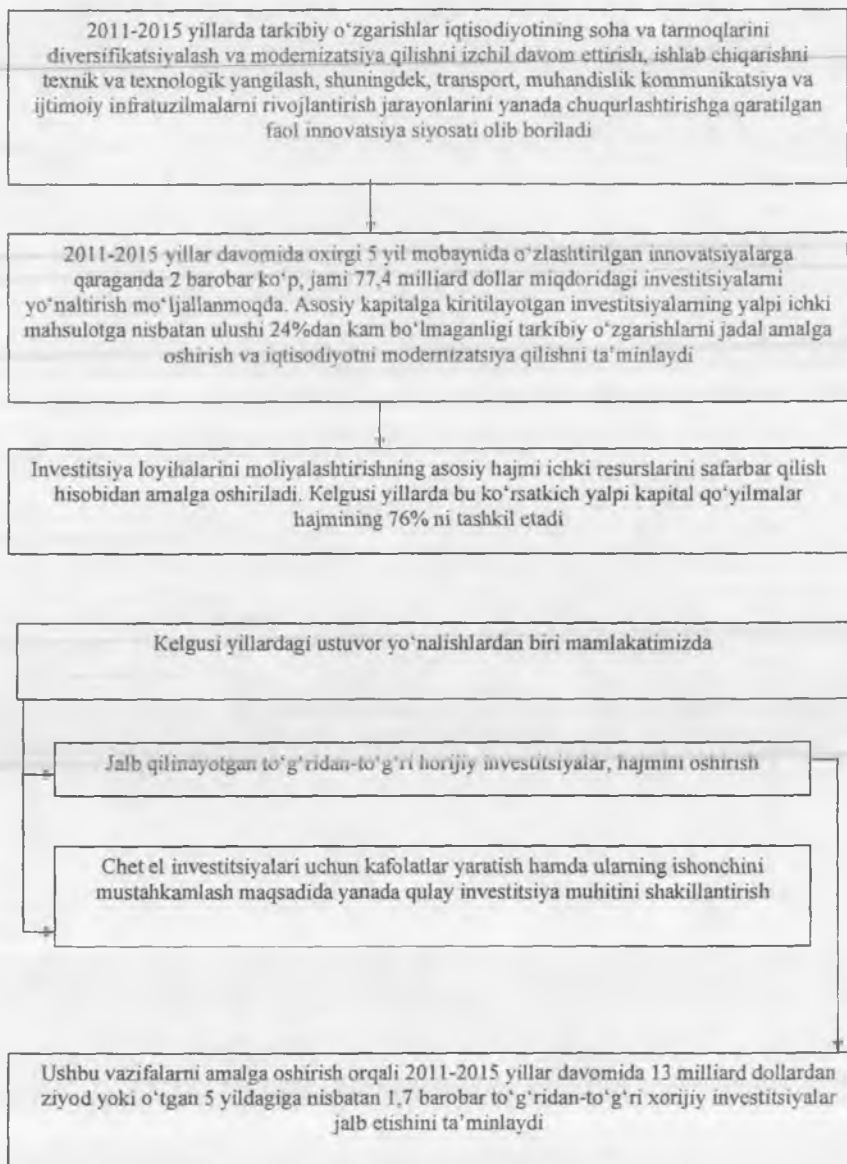 2011-2015 yillarda tarkibiy o‘zgarishlar iqtisodiyotining soha va tarmoqlarini
diversifikatsiyalash va modernizatsiya qilishni izchil davom ettirish, ishlab chiqarishni
texnik va texnologik yangilash, shuningdek, transport, muhandislik kommunikatsiya va
ijtimoiy infratuzilmalarni rivojlantirish jarayonlarini yanada chuqurlashtirishga qaratilgan
faol innovatsiya siyosati olib boriladi
2011-2015 yillar davomida oxirgi 5 yil mobaynida o‘zlashtirilgan innovatsiyalarga
qaraganda 2 barobar ko‘p, jami 77,4 milliard dollar miqdoridagi investitsiyalarni
yo‘naltirish mo‘ljallanmoqda. Asosiy kapitalga kiritilayotgan investitsiyalarning yalpi ichki
mahsulotga nisbatan ulushi 24%dan kam bo‘lmaganligi tarkibiy o‘zgarishlarni jadal amalga
oshirish va iqtisodiyotni modernizatsiya qilishni ta’minlaydi
Investitsiya loyihalarini moliyalashtirishning asosiy hajmi ichki resurslarini safarbar qilish
hisobidan amalga oshiriladi. Kelgusi yillarda bu ko‘rsatkich yalpi kapital qo‘yilmalar
hajmining 76% ni tashkil etadi
Kelgusi yillardagi ustuvor yo‘nalishlardan biri mamlakatimizda
Jalb qilinayotgan to‘g‘ridan-to‘g‘ri horijiy investitsiyalar, hajmini oshirish
Chet el investitsiyalari uchun kafolatlar yaratish hamda ularning ishonchini
mustahkamlash maqsadida yanada qulay investitsiya muhitini shakillantirish
Ushbu vazifalarni amalga oshirish orqali 2011-2015 yillar davomida 13 milliard dollardan
ziyod yoki o‘tgan 5 yildagiga nisbatan 1,7 barobar to‘g‘ridan-to‘g‘ri xorijiy investitsiyalar
jalb etishini ta’minlaydi